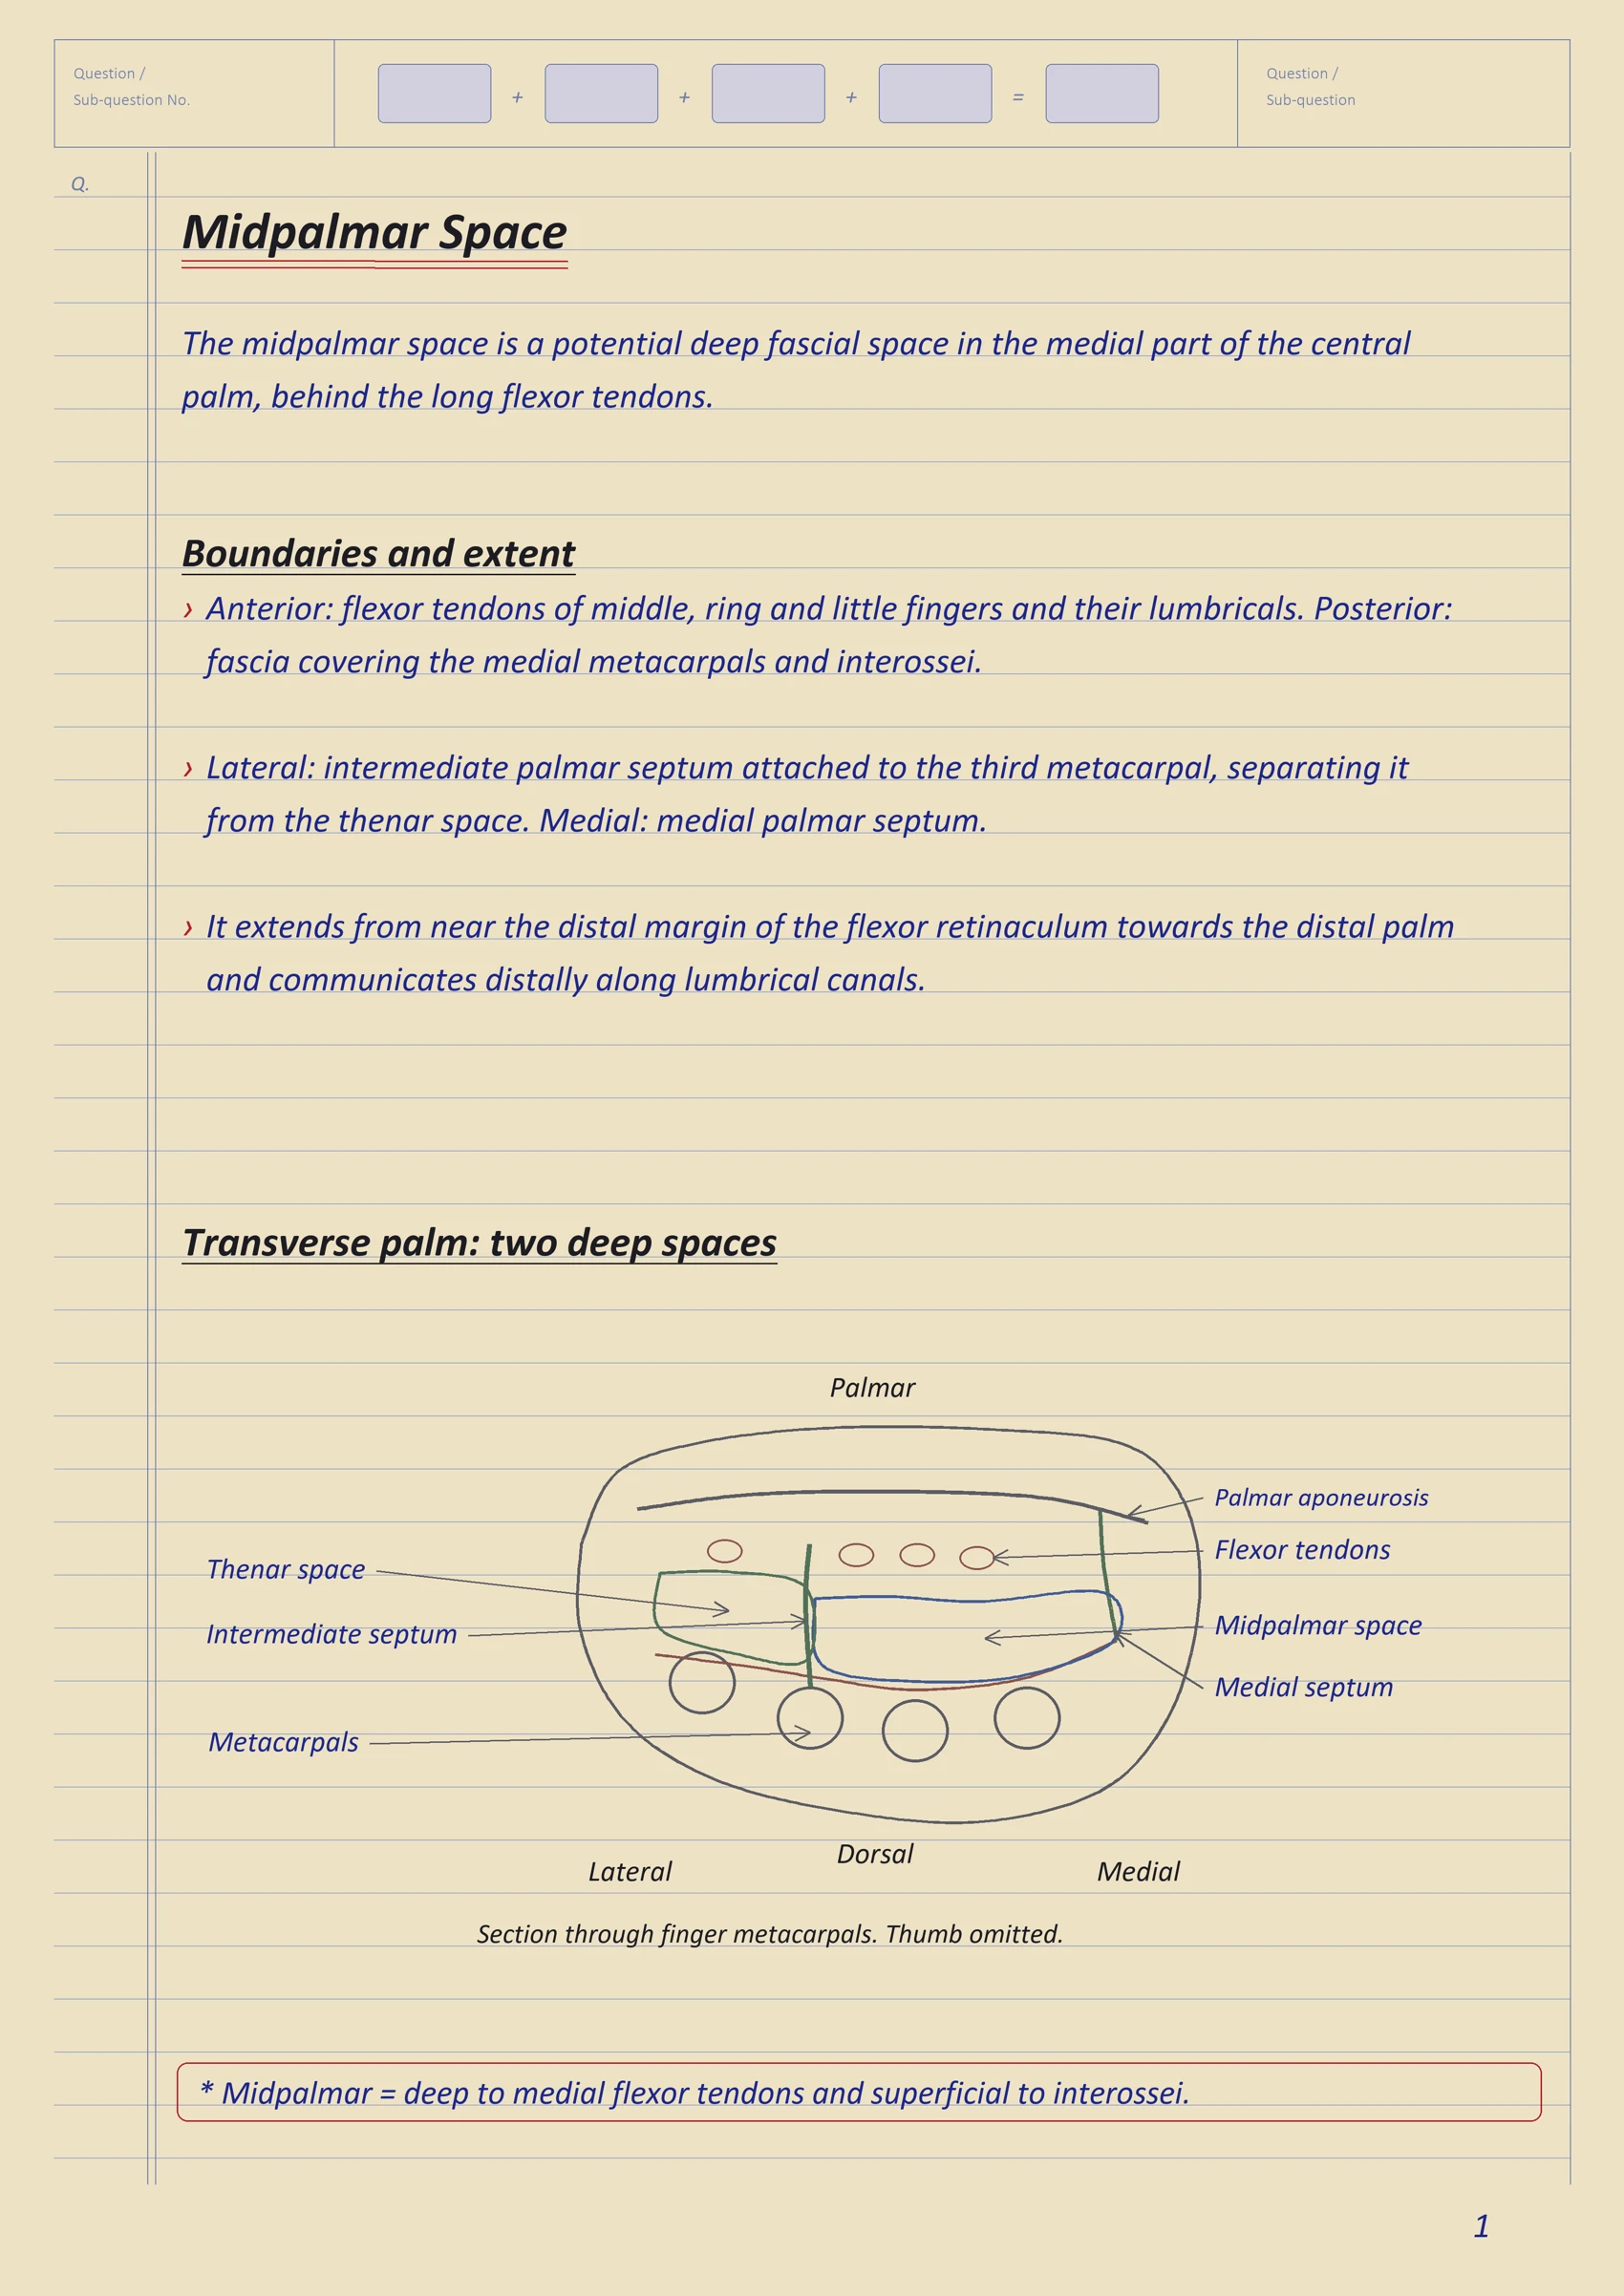 Question /
Sub-question No.
+ + + =
Question /
Sub-question
Q.
Midpalmar Space
The midpalmar space is a potential deep fascial space in the medial part of the central
palm, behind the long flexor tendons.
Boundaries and extent
› Anterior: flexor tendons of middle, ring and little fingers and their lumbricals. Posterior:
fascia covering the medial metacarpals and interossei.
› Lateral: intermediate palmar septum attached to the third metacarpal, separating it
from the thenar space. Medial: medial palmar septum.
› It extends from near the distal margin of the flexor retinaculum towards the distal palm
and communicates distally along lumbrical canals.
Transverse palm: two deep spaces
Palmar
Palmar aponeurosis
Flexor tendons
Thenar space
Midpalmar space
Intermediate septum
Medial septum
Metacarpals
Dorsal
Lateral
Medial
Section through finger metacarpals. Thumb omitted.
* Midpalmar = deep to medial flexor tendons and superficial to interossei.
1